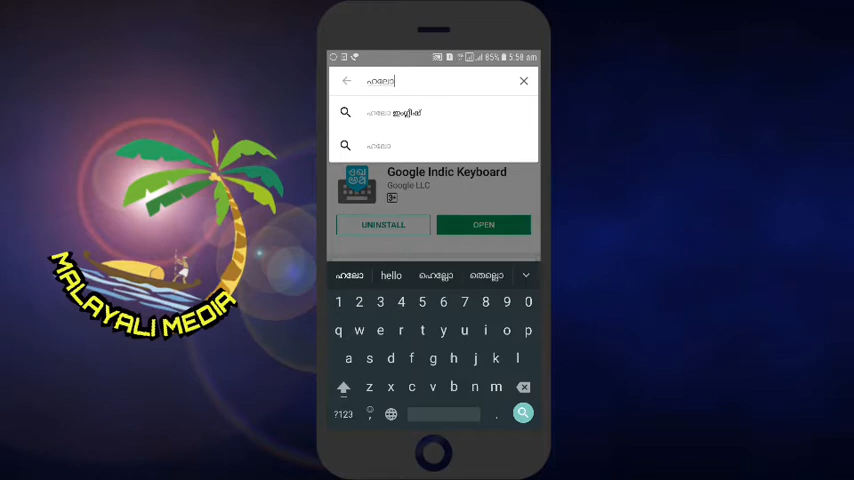 85% 5:58 am
ഹലോ
ഹലോ ഇംഗ്ലീഷ്
ഹലോ
Google Indic Keyboard
Google LLC
3+
UNINSTALL
OPEN
ഹലോ hello ഹെല്ലോ തെല്ലൊ
1 2 3 4 5 6 7 8 9 0
q w e r t y u i o p
a s d f g h j k l
z x c v b n m
?123 , .
MALAYALI MEDIA